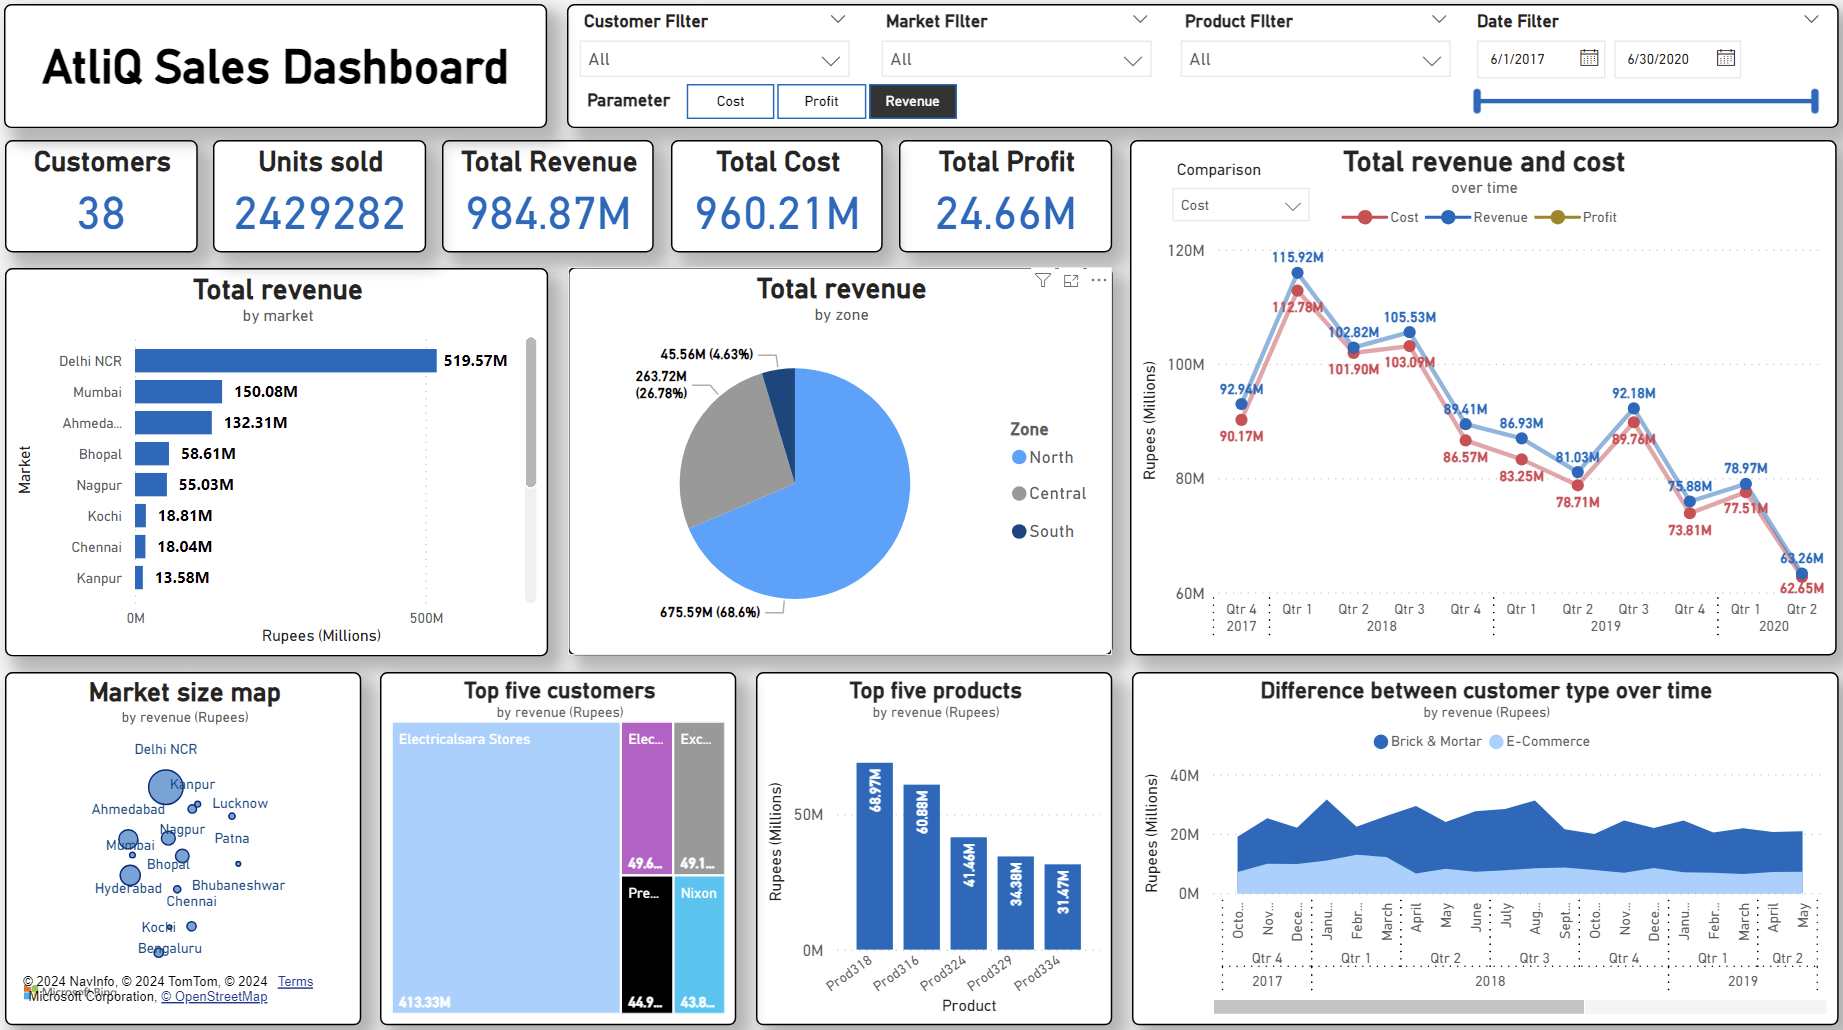 AtliQ Sales Dashboard
Customer FIlter
All
Market FIlter
All
Product FIlter
All
Date Filter
6/1/2017
6/30/2020
Parameter
Cost
Profit
Revenue
Customers
38
Units sold
2429282
Total Revenue
984.87M
Total Cost
960.21M
Total Profit
24.66M
Total revenue
by market
Market
Delhi NCR 519.57M
Mumbai 150.08M
Ahmeda... 132.31M
Bhopal 58.61M
Nagpur 55.03M
Kochi 18.81M
Chennai 18.04M
Kanpur 13.58M
0M 500M
Rupees (Millions)
Total revenue
by zone
45.56M (4.63%)
263.72M
(26.78%)
675.59M (68.6%)
Zone
North
Central
South
Comparison
Cost
Total revenue and cost
over time
Cost Revenue Profit
Rupees (Millions)
120M
100M
80M
60M
115.92M
112.78M
105.53M
102.82M
103.09M
101.90M
92.94M
90.17M
89.41M
86.57M
86.93M
83.25M
81.03M
78.71M
92.18M
89.76M
75.88M
73.81M
78.97M
77.51M
63.26M
62.65M
Qtr 4 Qtr 1 Qtr 2 Qtr 3 Qtr 4 Qtr 1 Qtr 2 Qtr 3 Qtr 4 Qtr 1 Qtr 2
2017 2018 2019 2020
Market size map
by revenue (Rupees)
Delhi NCR
Kanpur
Lucknow
Ahmedabad
Nagpur
Patna
Mumbai
Bhopal
Hyderabad
Bhubaneshwar
Chennai
Kochi
Bengaluru
© 2024 NavInfo, © 2024 TomTom, © 2024 Terms
Microsoft Bing
Microsoft Corporation, © OpenStreetMap
Top five customers
by revenue (Rupees)
Electricalsara Stores
413.33M
Elec...
49.6...
Exc...
49.1...
Pre...
44.9...
Nixon
43.8...
Top five products
by revenue (Rupees)
Rupees (Millions)
50M
0M
68.97M
60.88M
41.46M
34.38M
31.47M
Prod318
Prod316
Prod324
Prod329
Prod334
Product
Difference between customer type over time
by revenue (Rupees)
Brick & Mortar E-Commerce
Rupees (Millions)
40M
20M
0M
Octo... Nov... Dece... Janu... Febr... March April May June July Aug... Sept... Octo... Nov... Dece... Janu... Febr... March April May
Qtr 4 Qtr 1 Qtr 2 Qtr 3 Qtr 4 Qtr 1 Qtr 2
2017 2018 2019